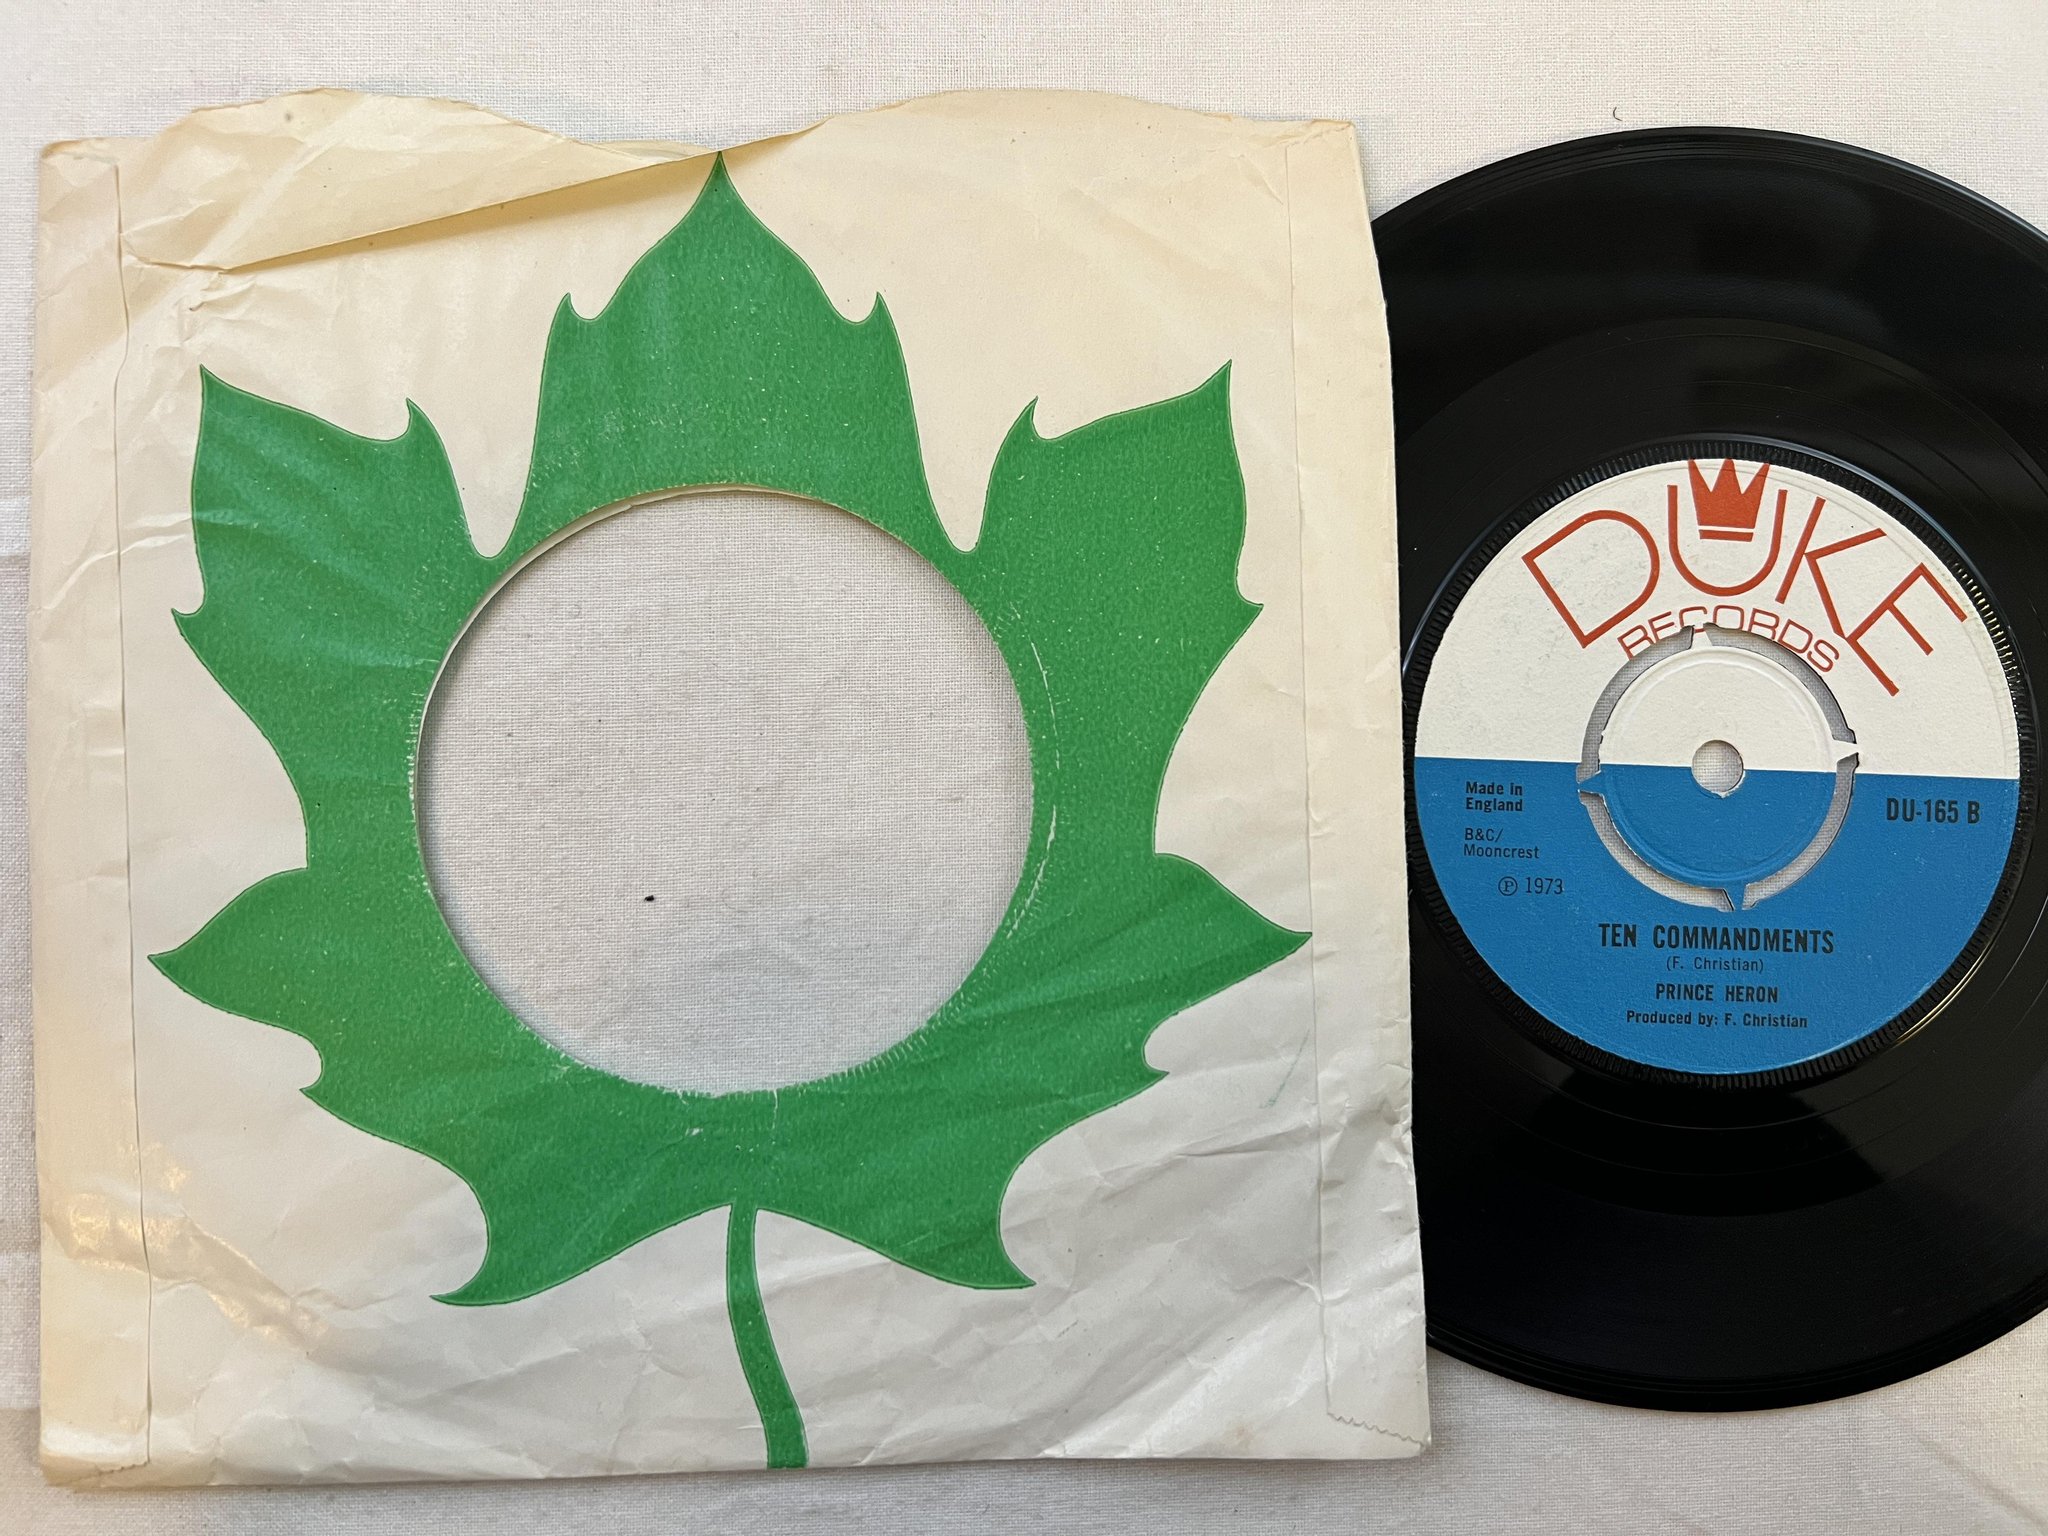 DUKE
RECORDS
Made in
England
DU-165 B
B&C/
Mooncrest
℗ 1973
TEN COMMANDMENTS
(F. Christian)
PRINCE HERON
Produced by: F. Christian